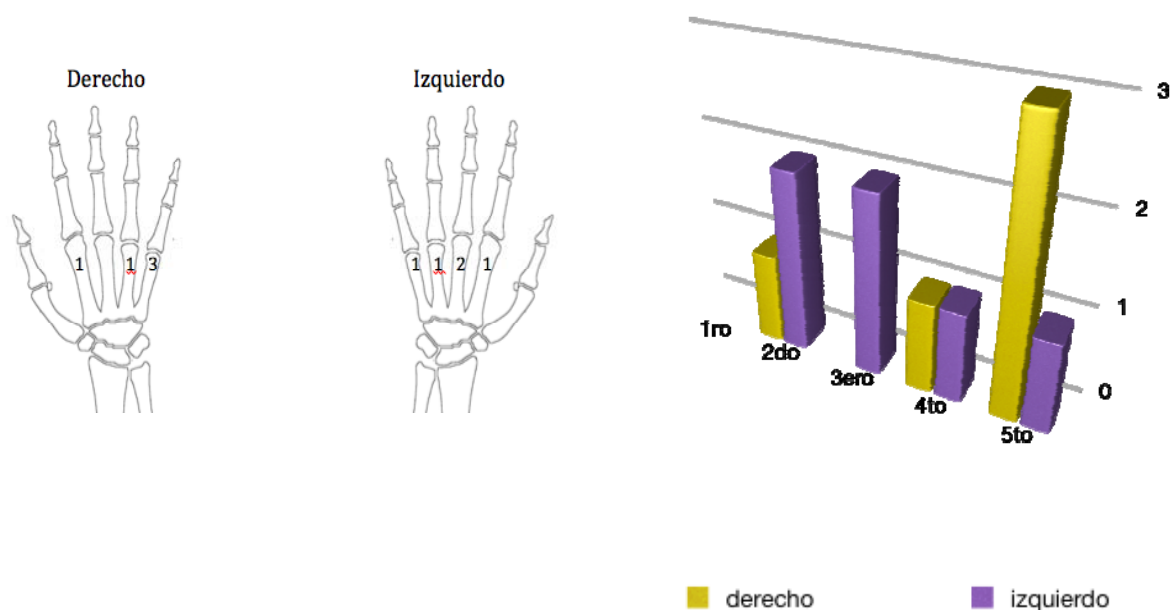 Derecho
1 1 3
Izquierdo
1 1 2 1
3
2
1
0
1ro
2do
3ero
4to
5to
derecho
izquierdo